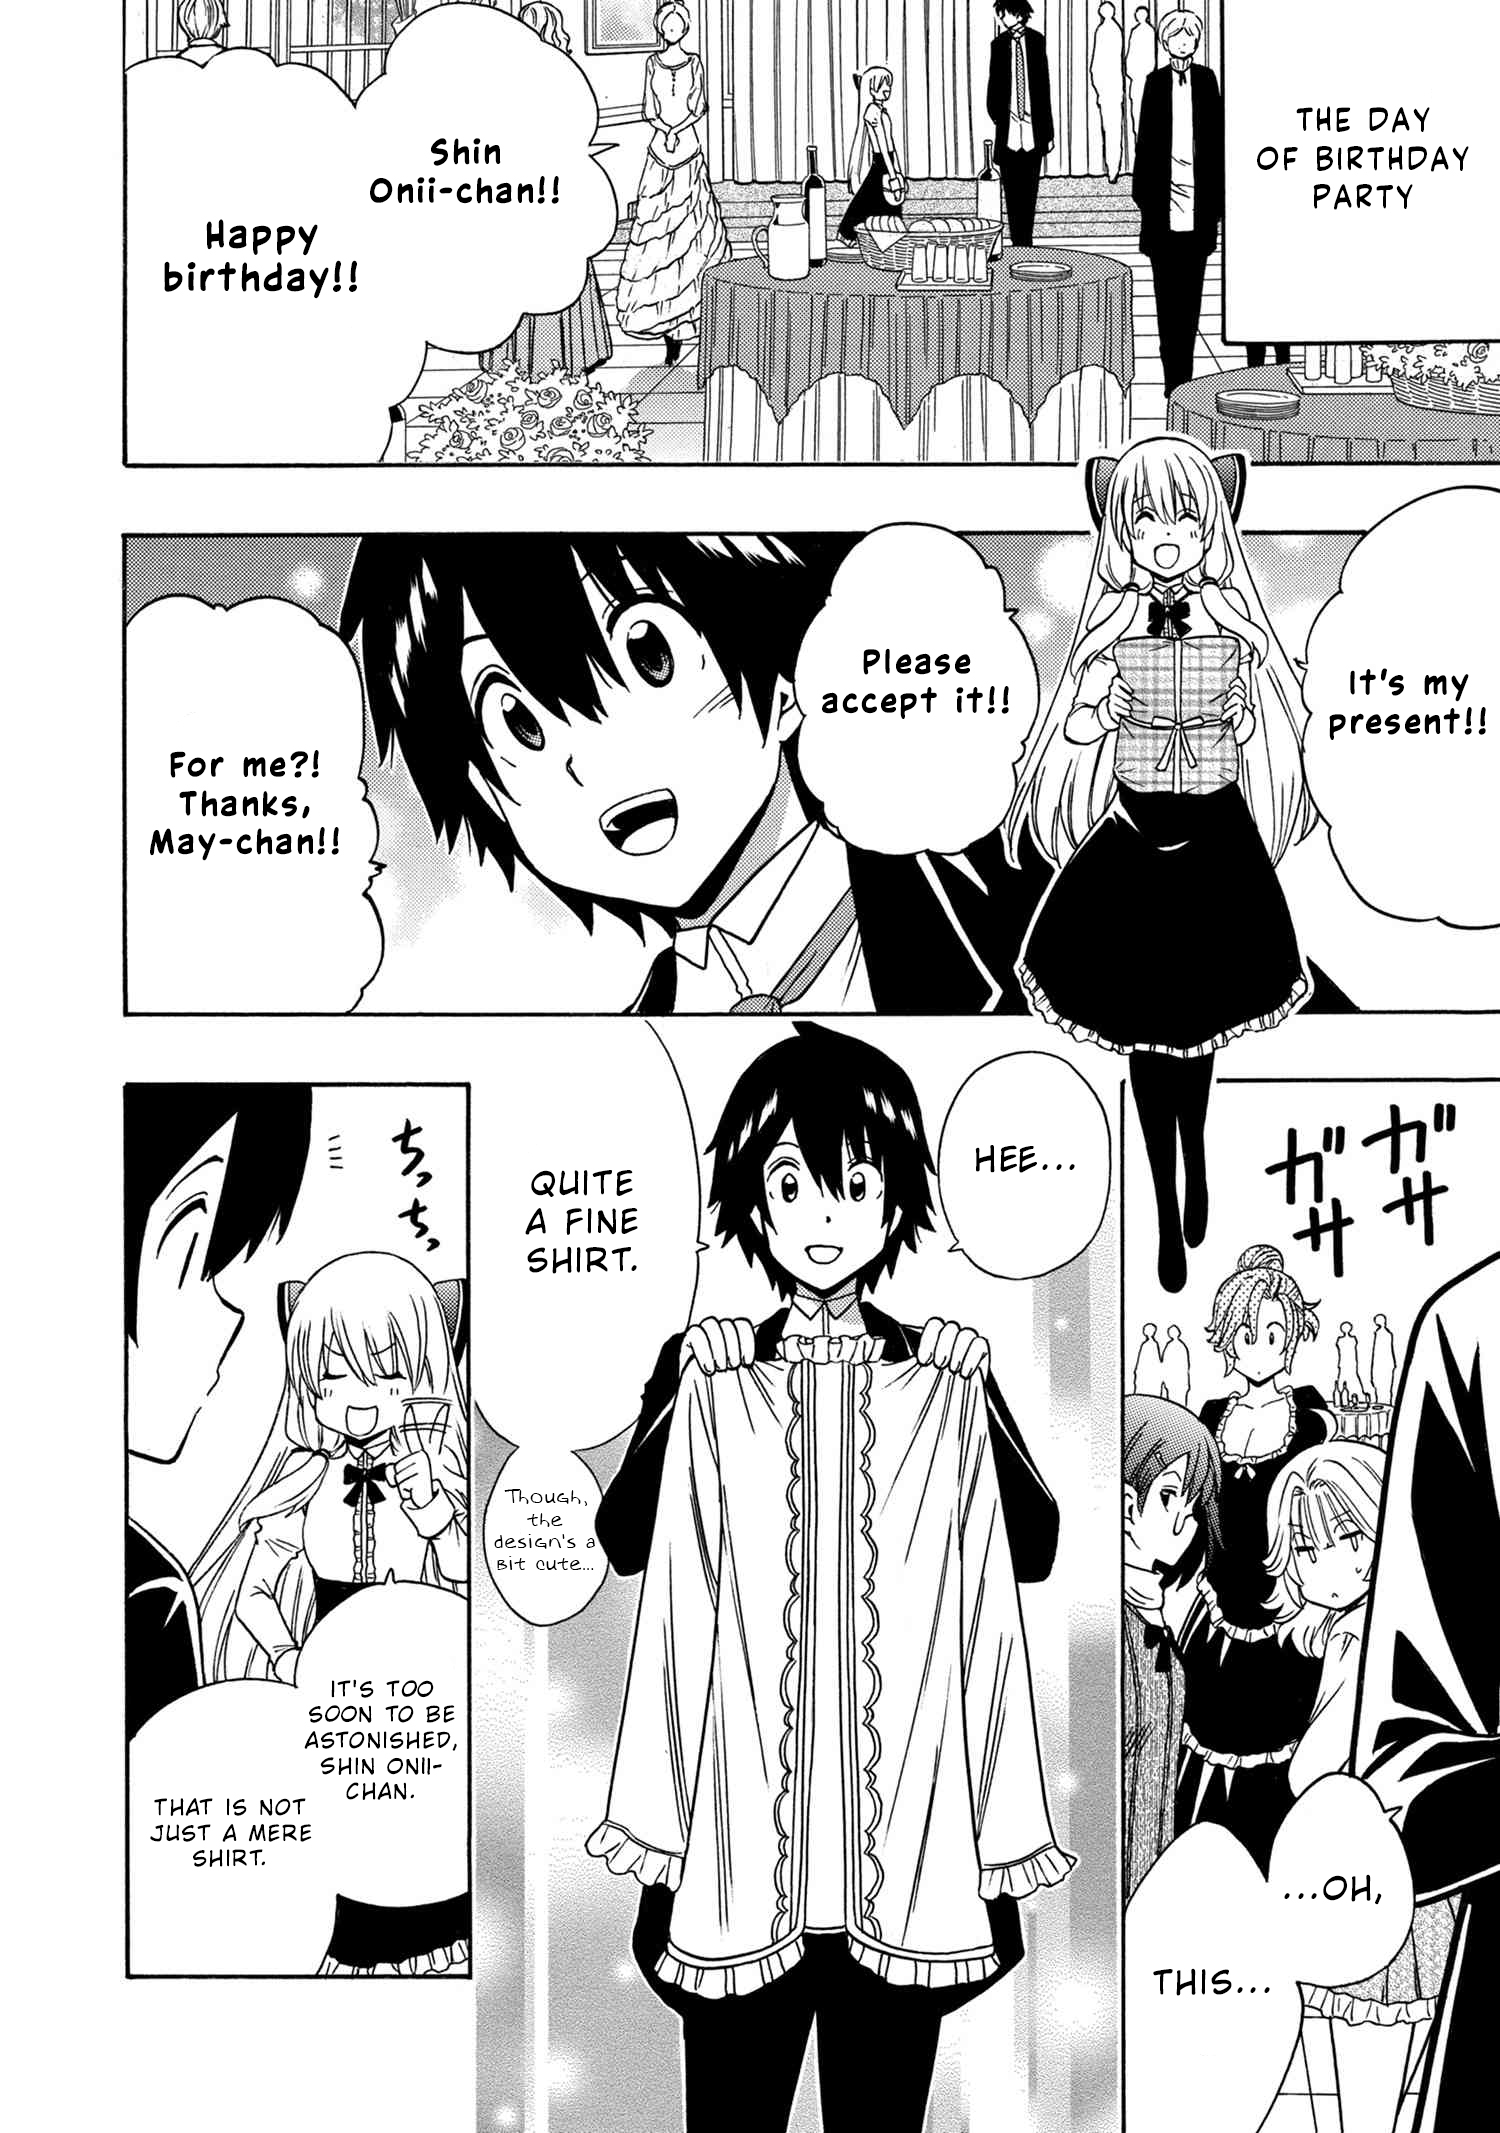 THE DAY
OF BIRTHDAY
PARTY
Shin
Onii-chan!!
Happy
birthday!!
It's my
present!!
Please
accept it!!
For me?!
Thanks,
May-chan!!
ガサ
ガサ
...OH,
THIS...
HEE...
QUITE
A FINE
SHIRT.
Though,
the
design's a
bit cute...
ちっ
ちっ
IT'S TOO
SOON TO BE
ASTONISHED,
SHIN ONII-
CHAN.
THAT IS NOT
JUST A MERE
SHIRT.